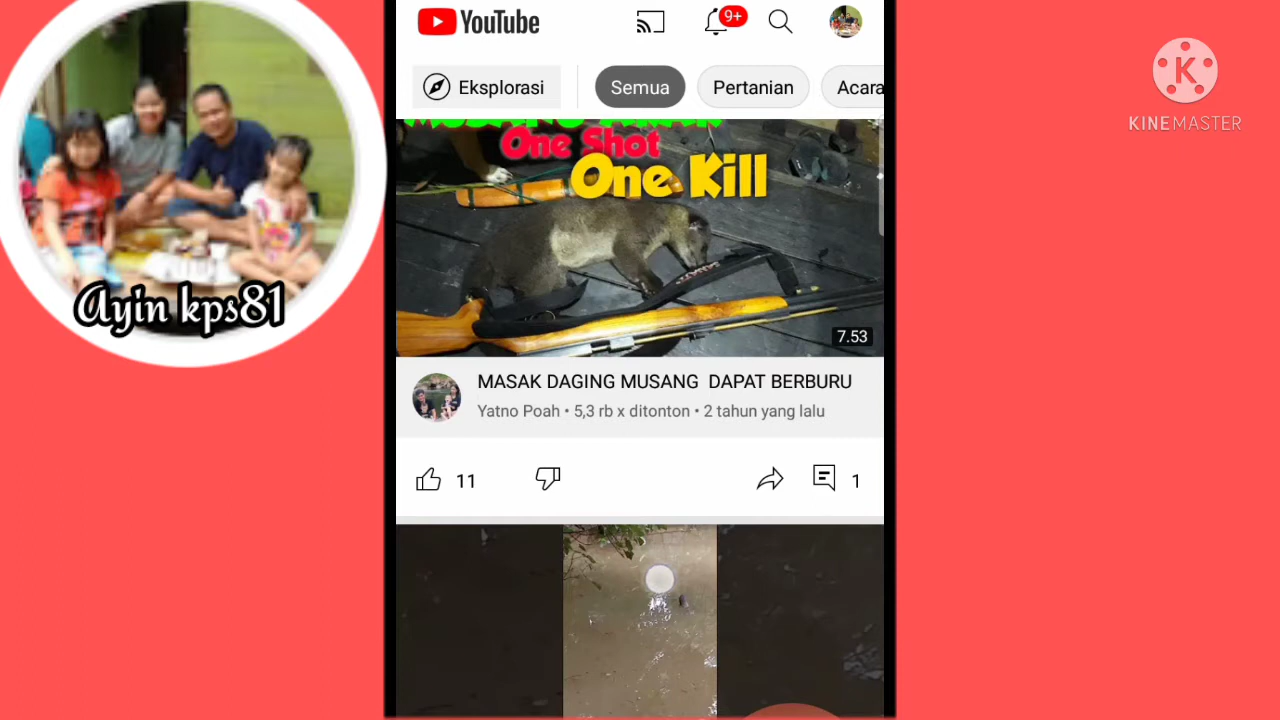 YouTube
9+
Eksplorasi
Semua
Pertanian
Acara
One Shot
One Kill
7.53
MASAK DAGING MUSANG DAPAT BERBURU
Yatno Poah • 5,3 rb x ditonton • 2 tahun yang lalu
11
1
Ayin kps81
K
KINEMASTER